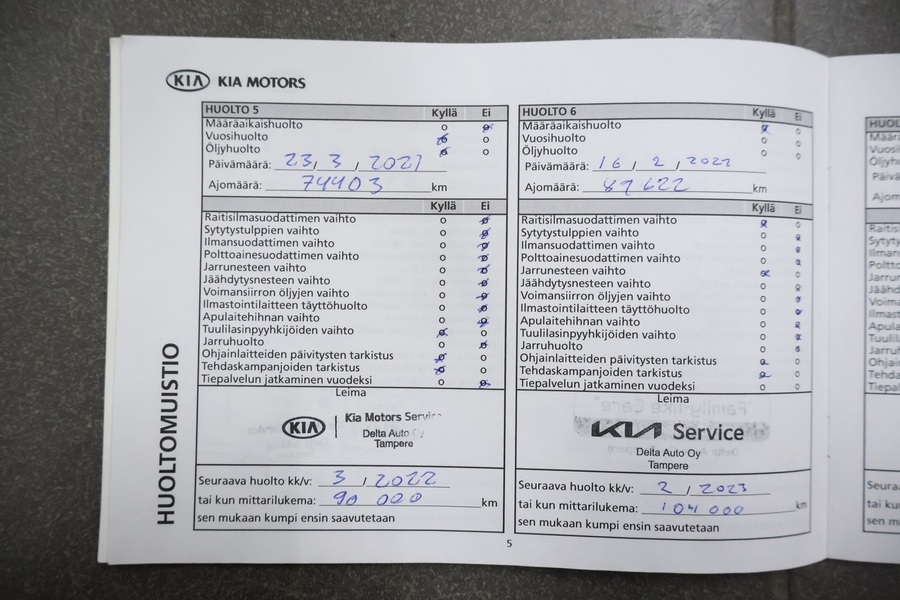 KIA KIA MOTORS
HUOLTOMUISTIO
HUOLTO 5 Kyllä Ei
Määräaikaishuolto
Vuosihuolto
Öljyhuolto
Päivämäärä: 23 / 3 / 2021
Ajomäärä: 74403 km
Kyllä Ei
Raitisilmasuodattimen vaihto
Sytytystulppien vaihto
Ilmansuodattimen vaihto
Polttoainesuodattimen vaihto
Jarrunesteen vaihto
Jäähdytysnesteen vaihto
Voimansiirron öljyjen vaihto
Ilmastointilaitteen täyttöhuolto
Apulaitehihnan vaihto
Tuulilasinpyyhkijöiden vaihto
Jarruhuolto
Ohjainlaitteiden päivitysten tarkistus
Tehdaskampanjoiden tarkistus
Tiepalvelun jatkaminen vuodeksi
Leima
KIA Kia Motors Service
Delta Auto Oy
Tampere
Seuraava huolto kk/v: 3 / 2022
tai kun mittarilukema: 90 000 km
sen mukaan kumpi ensin saavutetaan
HUOLTO 6 Kyllä Ei
Määräaikaishuolto
Vuosihuolto
Öljyhuolto
Päivämäärä: 16 / 2 / 2022
Ajomäärä: 87622 km
Kyllä Ei
Raitisilmasuodattimen vaihto
Sytytystulppien vaihto
Ilmansuodattimen vaihto
Polttoainesuodattimen vaihto
Jarrunesteen vaihto
Jäähdytysnesteen vaihto
Voimansiirron öljyjen vaihto
Ilmastointilaitteen täyttöhuolto
Apulaitehihnan vaihto
Tuulilasinpyyhkijöiden vaihto
Jarruhuolto
Ohjainlaitteiden päivitysten tarkistus
Tehdaskampanjoiden tarkistus
Tiepalvelun jatkaminen vuodeksi
Leima
KIA Service
Delta Auto Oy
Tampere
Seuraava huolto kk/v: 2 / 2023
tai kun mittarilukema: 104 000 km
sen mukaan kumpi ensin saavutetaan
5